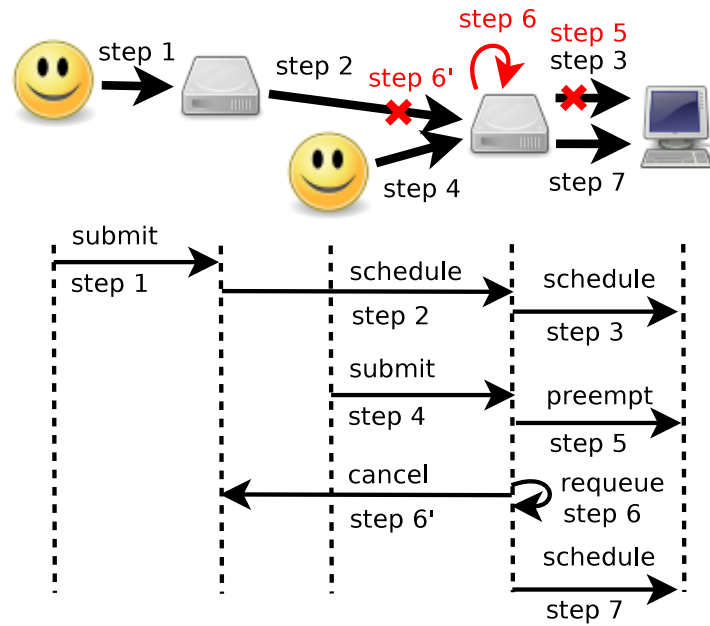 step 6
step 5
step 1
step 2
step 6'
step 3
step 4
step 7
submit
step 1
schedule
step 2
schedule
step 3
submit
step 4
preempt
step 5
cancel
step 6'
requeue
step 6
schedule
step 7